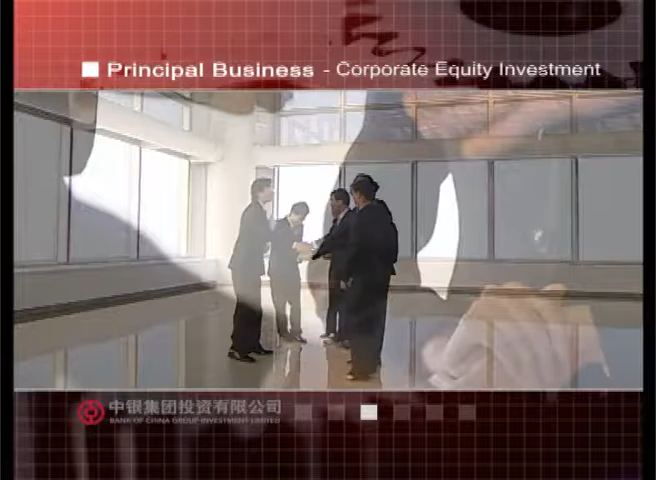 Principal Business - Corporate Equity Investment
中银集团投资有限公司
BANK OF CHINA GROUP INVESTMENT LIMITED